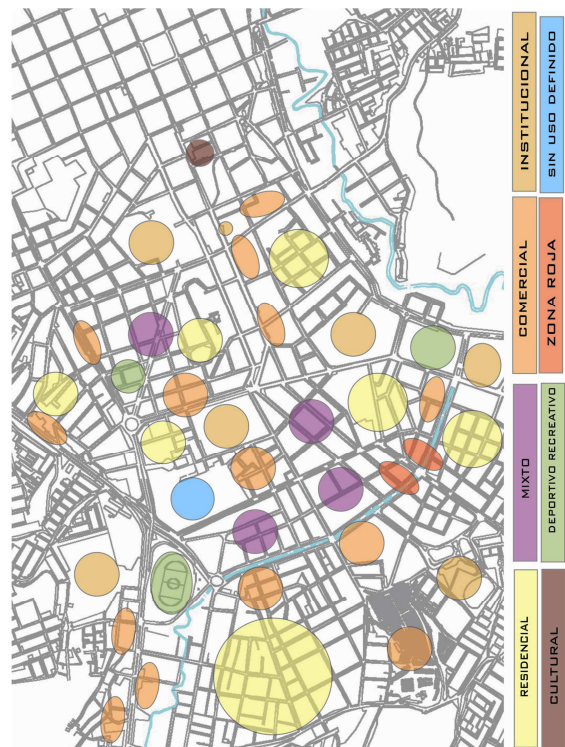 INSTITUCIONAL
SIN USO DEFINIDO
COMERCIAL
ZONA ROJA
MIXTO
DEPORTIVO RECREATIVO
RESIDENCIAL
CULTURAL